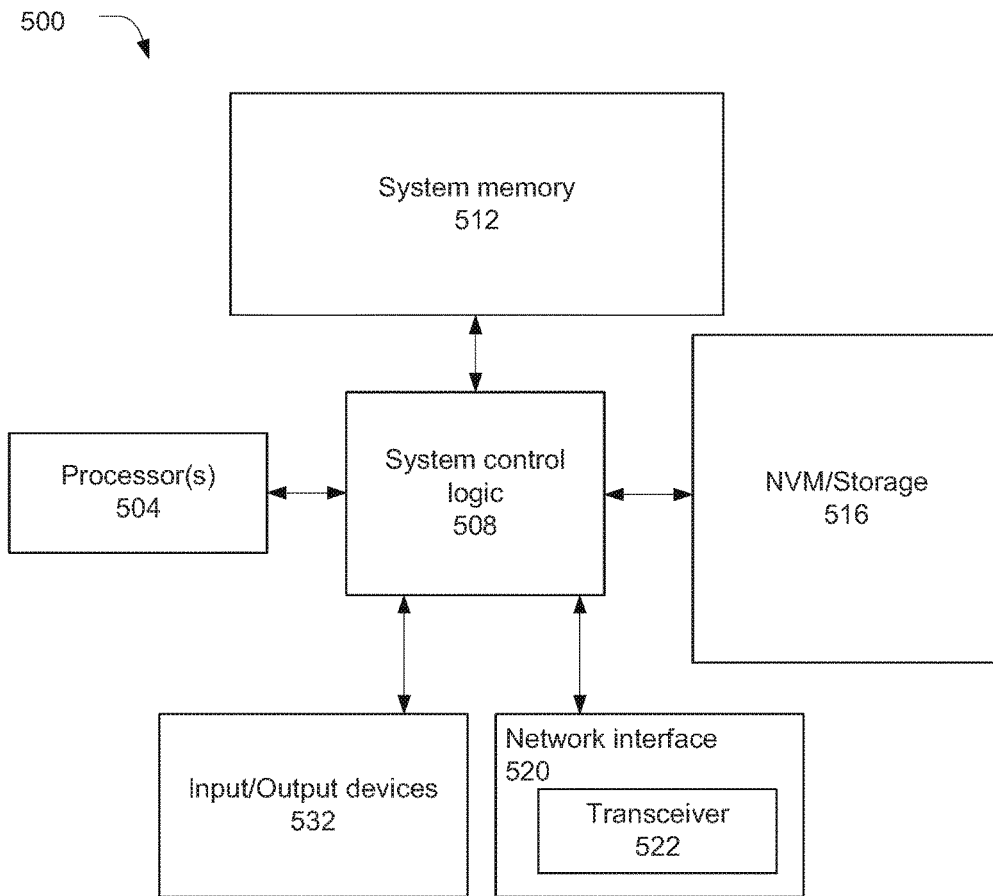 500
System memory
512
Processor(s)
504
System control
logic
508
NVM/Storage
516
Input/Output devices
532
Network interface
520
Transceiver
522